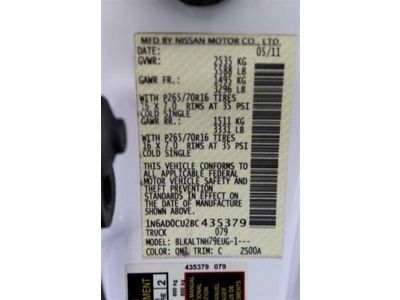 MFD BY NISSAN MOTOR CO., LTD.
DATE: 05/11
GVWR: 2535 KG
5588 LB
GAWR FR.: 1495 KG
3296 LB
WITH P265/70R16 TIRES
16 X 7.0 RIMS AT 35 PSI
COLD SINGLE
GAWR RR.: 1511 KG
3331 LB
WITH P265/70R16 TIRES
16 X 7.0 RIMS AT 35 PSI
COLD SINGLE
THIS VEHICLE CONFORMS
TO ALL APPLICABLE FEDERAL
MOTOR VEHICLE SAFETY AND
THEFT PREVENTION
STANDARDS IN EFFECT ON
THE DATE OF MANUFACTURE
SHOWN ABOVE.
1N6AD0CU2BC 435379
TRUCK 079
MODEL: BLKALTNH79EUG-1---
COLOR: QM1 TRIM: C ZS00A
435379 079
2